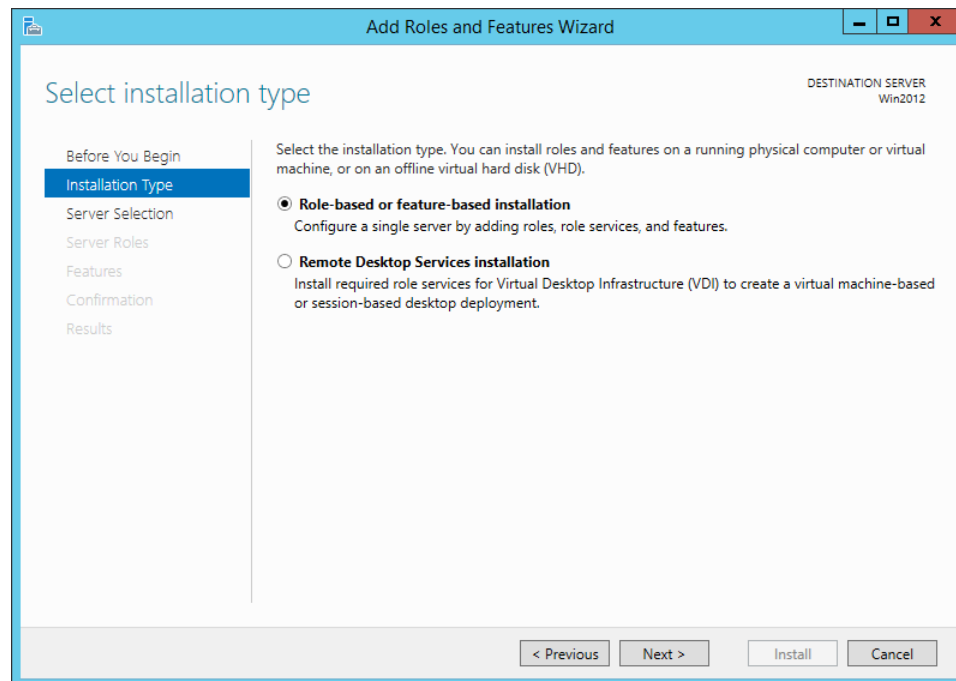 Add Roles and Features Wizard
Select installation type
DESTINATION SERVER
Win2012
Before You Begin
Installation Type
Server Selection
Server Roles
Features
Confirmation
Results
Select the installation type. You can install roles and features on a running physical computer or virtual
machine, or on an offline virtual hard disk (VHD).
Role-based or feature-based installation
Configure a single server by adding roles, role services, and features.
Remote Desktop Services installation
Install required role services for Virtual Desktop Infrastructure (VDI) to create a virtual machine-based
or session-based desktop deployment.
< Previous Next > Install Cancel